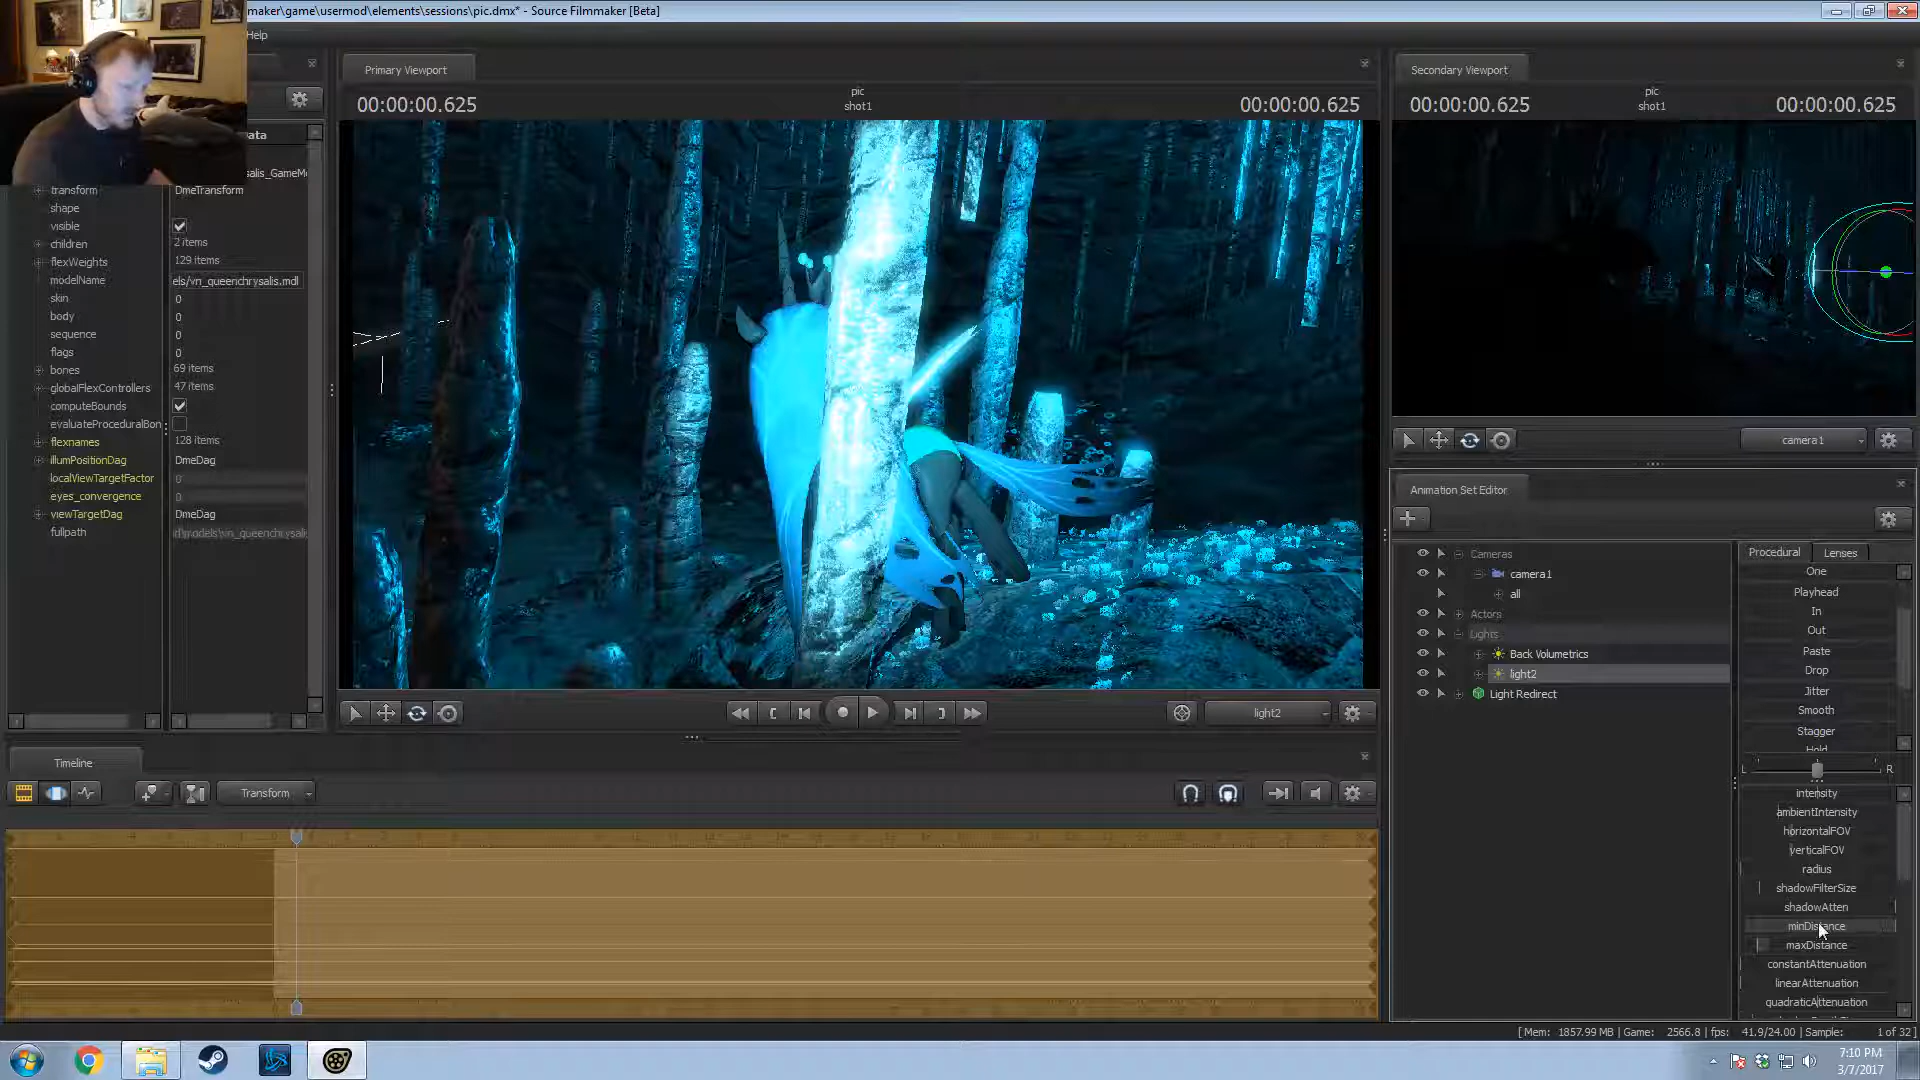 maker\game\usermod\elements\sessions\pic.dmx* - Source Filmmaker [Beta]
Help
Primary Viewport
Secondary Viewport
00:00:00.625
pic
shot1
00:00:00.625
00:00:00.625
pic
shot1
00:00:00.625
ata
salis_GameMo
transform
DmeTransform
shape
visible
children
2 items
flexWeights
129 items
modelName
els/vn_queenchrysalis.mdl
skin
0
body
0
sequence
0
flags
0
bones
69 items
globalFlexControllers
47 items
computeBounds
evaluateProceduralBon
flexnames
128 items
illumPositionDag
DmeDag
localViewTargetFactor
0
eyes_convergence
0
viewTargetDag
DmeDag
fullpath
d\models\vn_queenchrysalis
camera1
Animation Set Editor
Cameras
camera1
all
Actors
Lights
Back Volumetrics
light2
Light Redirect
Procedural
Lenses
One
Playhead
In
Out
Paste
Drop
Jitter
Smooth
Stagger
Hold
L
R
intensity
ambientIntensity
horizontalFOV
verticalFOV
radius
shadowFilterSize
shadowAtten
minDistance
maxDistance
constantAttenuation
linearAttenuation
quadraticAttenuation
light2
Timeline
Transform
[ Mem: 1857.99 MB | Game: 2566.8 | fps: 41.9/24.00 | Sample: 1 of 32 ]
7:10 PM
3/7/2017